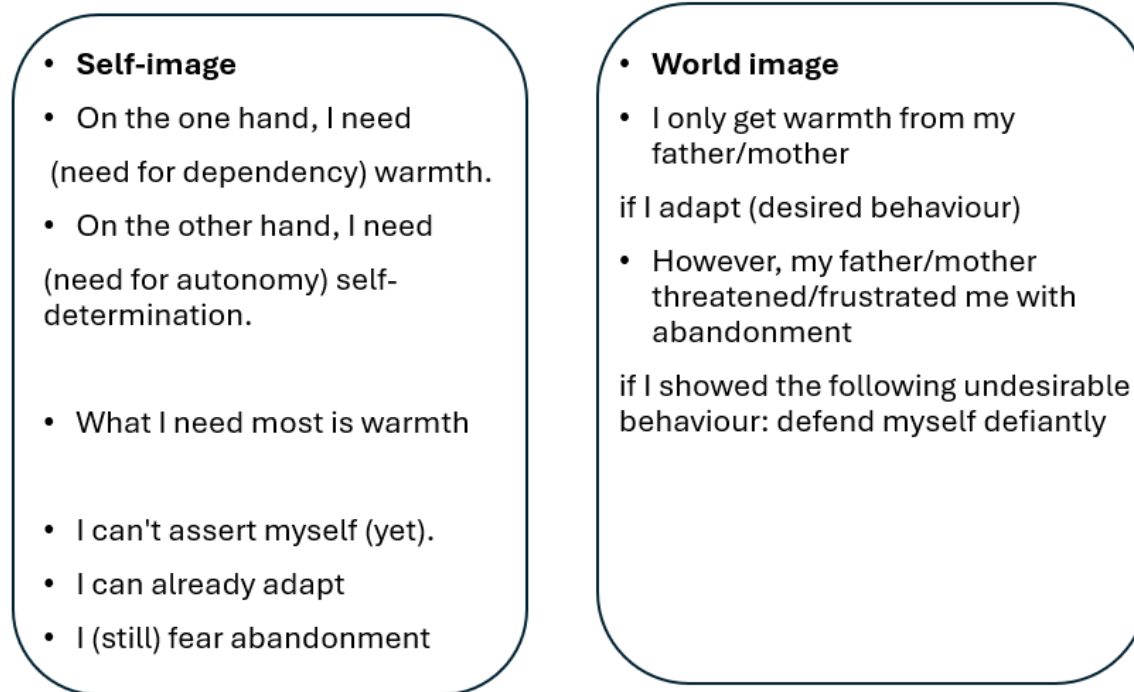 • Self-image
• On the one hand, I need
(need for dependency) warmth.
• On the other hand, I need
(need for autonomy) self-
determination.
• What I need most is warmth
• I can't assert myself (yet).
• I can already adapt
• I (still) fear abandonment
• World image
• I only get warmth from my
father/mother
if I adapt (desired behaviour)
• However, my father/mother
threatened/frustrated me with
abandonment
if I showed the following undesirable
behaviour: defend myself defiantly